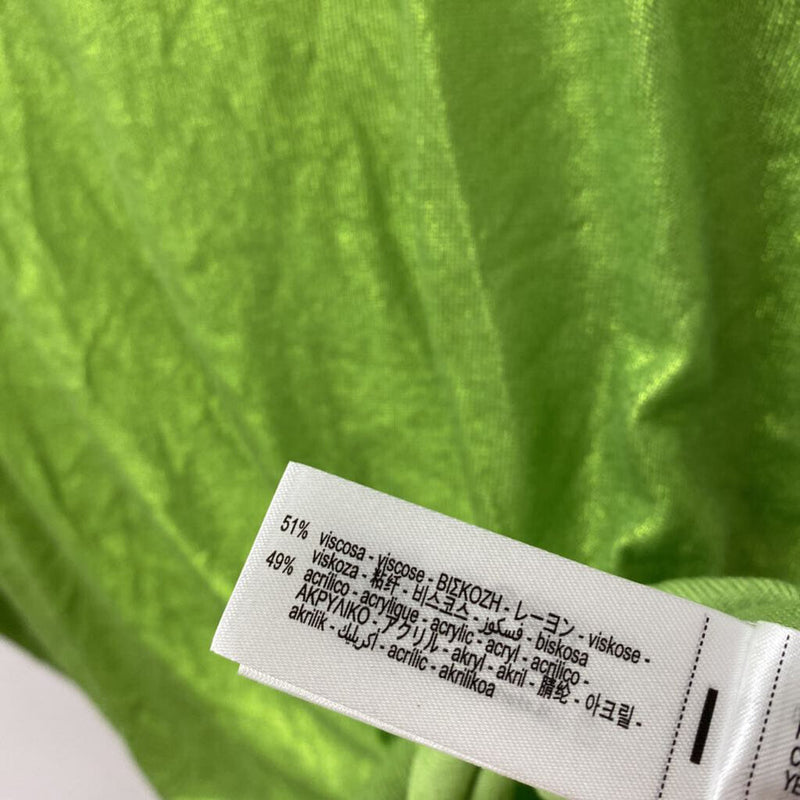 51% viscosa - viscose - ΒΙΣΚΟΖΗ - レーヨン - viskose -
viskoza - 粘纤 - 비스코스 - فسكوز - biskosa
49% acrílico - acrylique - acrylic - acryl - acrilico -
ΑΚΡΥΛΙΚΟ - アクリル - akryl - akril - 腈纶 - 아크릴 -
akrilik - أكريليك - acrílic - akrilikoa